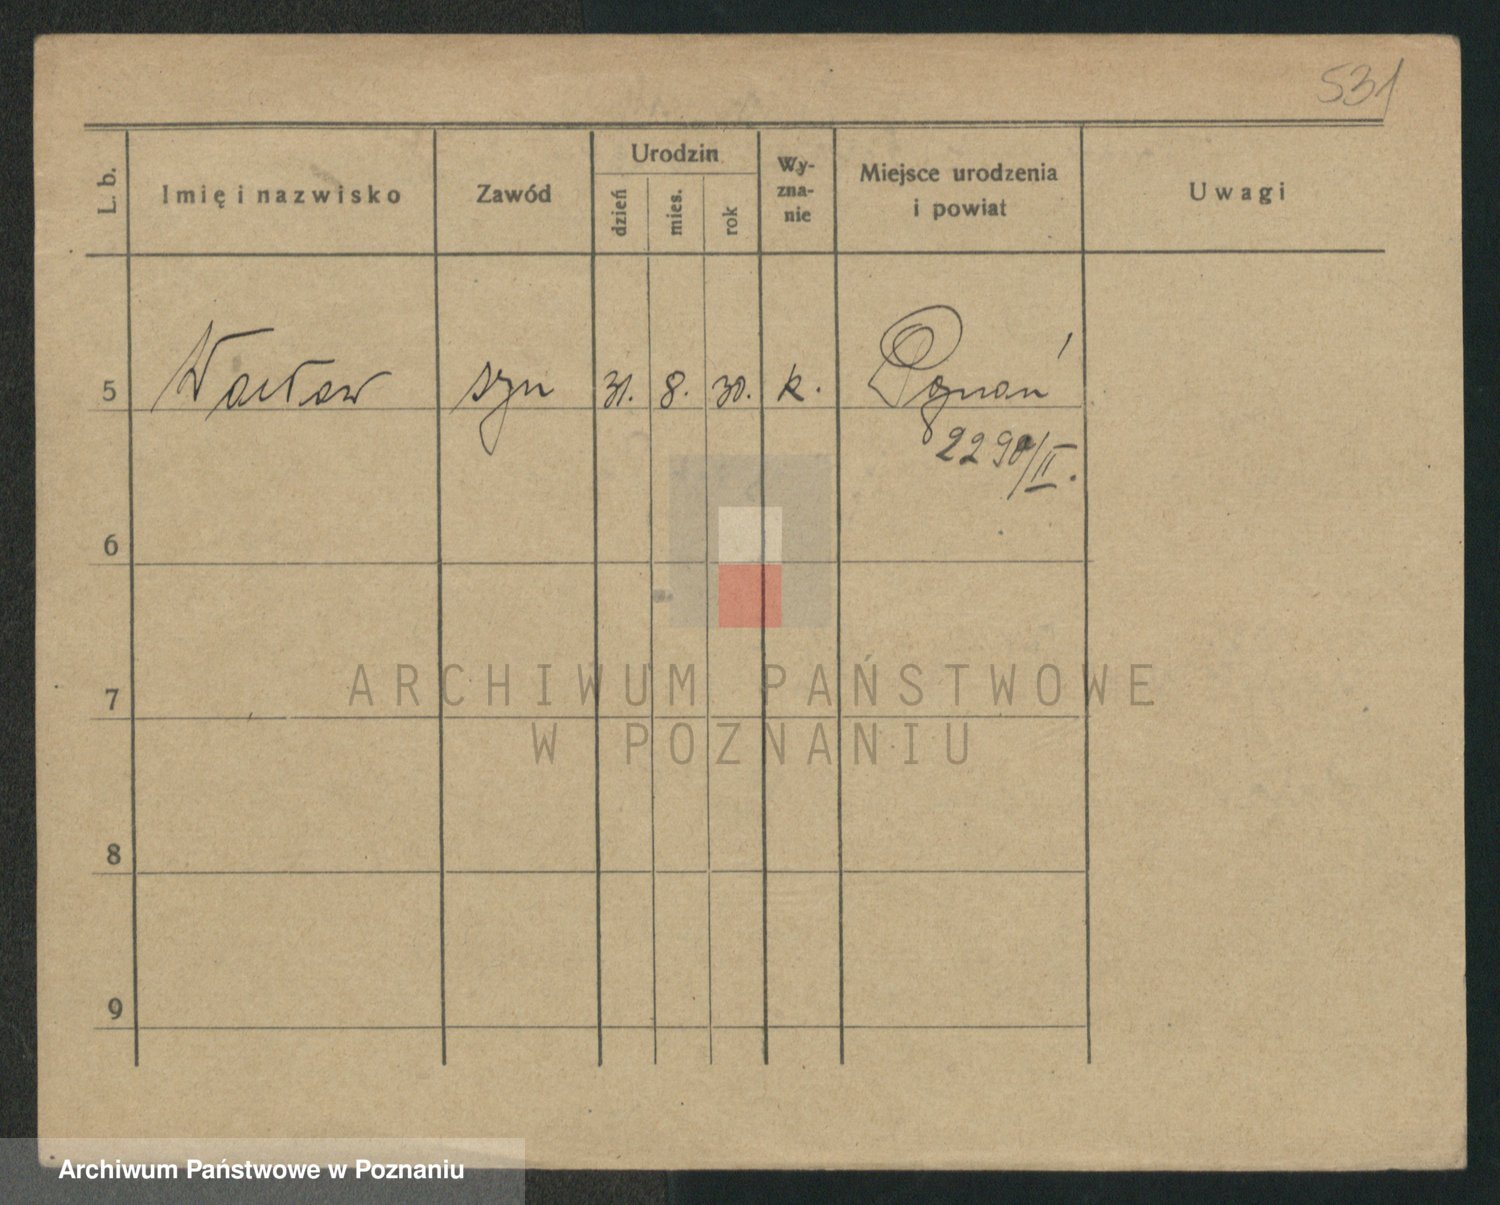 531
L. b.
Imię i nazwisko
Zawód
Urodzin
dzień
mies.
rok
Wy-
zna-
nie
Miejsce urodzenia
i powiat
Uwagi
5 Wacław syn 31. 8. 30. k. Poznań
2290/II.
6
7
8
9
ARCHIWUM PAŃSTWOWE
W POZNANIU
Archiwum Państwowe w Poznaniu